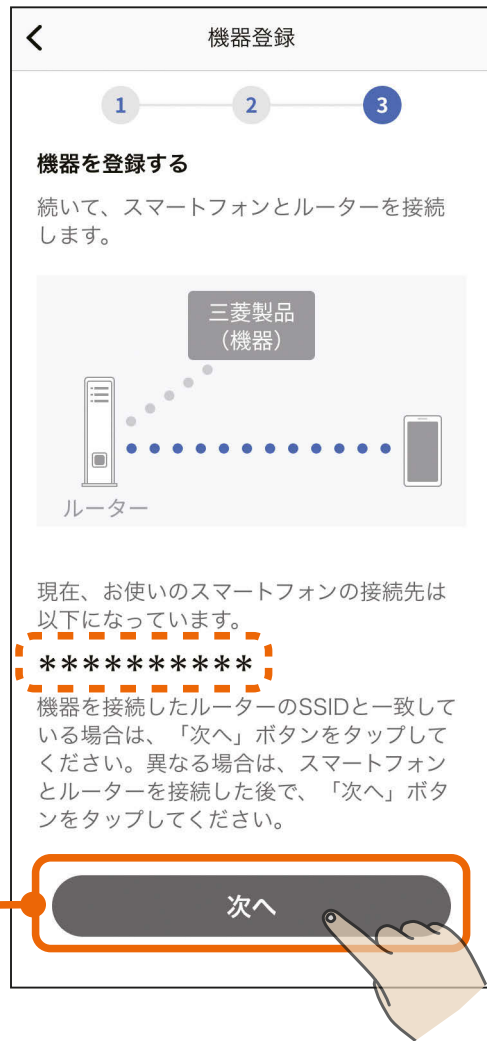 機器登録
1 2 3
機器を登録する
続いて、スマートフォンとルーターを接続
します。
三菱製品
（機器）
ルーター
現在、お使いのスマートフォンの接続先は
以下になっています。
**********
機器を接続したルーターのSSIDと一致して
いる場合は、「次へ」ボタンをタップして
ください。異なる場合は、スマートフォン
とルーターを接続した後で、「次へ」ボタ
ンをタップしてください。
次へ